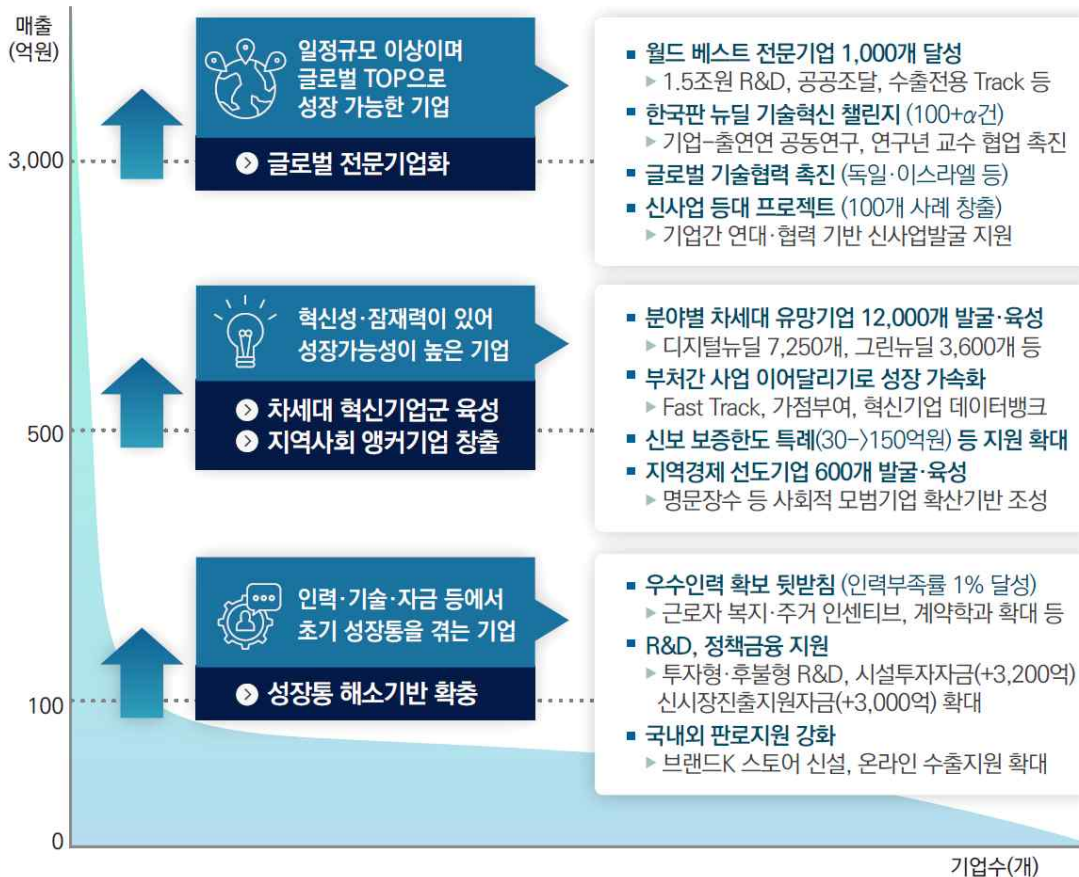 매출
(억원)
3,000
500
100
0
기업수(개)
일정규모 이상이며
글로벌 TOP으로
성장 가능한 기업
글로벌 전문기업화
▪ 월드 베스트 전문기업 1,000개 달성
▸ 1.5조원 R&D, 공공조달, 수출전용 Track 등
▪ 한국판 뉴딜 기술혁신 챌린지 (100+α건)
▸ 기업-출연연 공동연구, 연구년 교수 협업 촉진
▪ 글로벌 기술협력 촉진 (독일·이스라엘 등)
▪ 신사업 등대 프로젝트 (100개 사례 창출)
▸ 기업간 연대·협력 기반 신사업발굴 지원
혁신성·잠재력이 있어
성장가능성이 높은 기업
차세대 혁신기업군 육성
지역사회 앵커기업 창출
▪ 분야별 차세대 유망기업 12,000개 발굴·육성
▸ 디지털뉴딜 7,250개, 그린뉴딜 3,600개 등
▪ 부처간 사업 이어달리기로 성장 가속화
▸ Fast Track, 가점부여, 혁신기업 데이터뱅크
▪ 신보 보증한도 특례(30->150억원) 등 지원 확대
▪ 지역경제 선도기업 600개 발굴·육성
▸ 명문장수 등 사회적 모범기업 확산기반 조성
인력·기술·자금 등에서
초기 성장통을 겪는 기업
성장통 해소기반 확충
▪ 우수인력 확보 뒷받침 (인력부족률 1% 달성)
▸ 근로자 복지·주거 인센티브, 계약학과 확대 등
▪ R&D, 정책금융 지원
▸ 투자형·후불형 R&D, 시설투자자금(+3,200억)
신시장진출지원자금(+3,000억) 확대
▪ 국내외 판로지원 강화
▸ 브랜드K 스토어 신설, 온라인 수출지원 확대